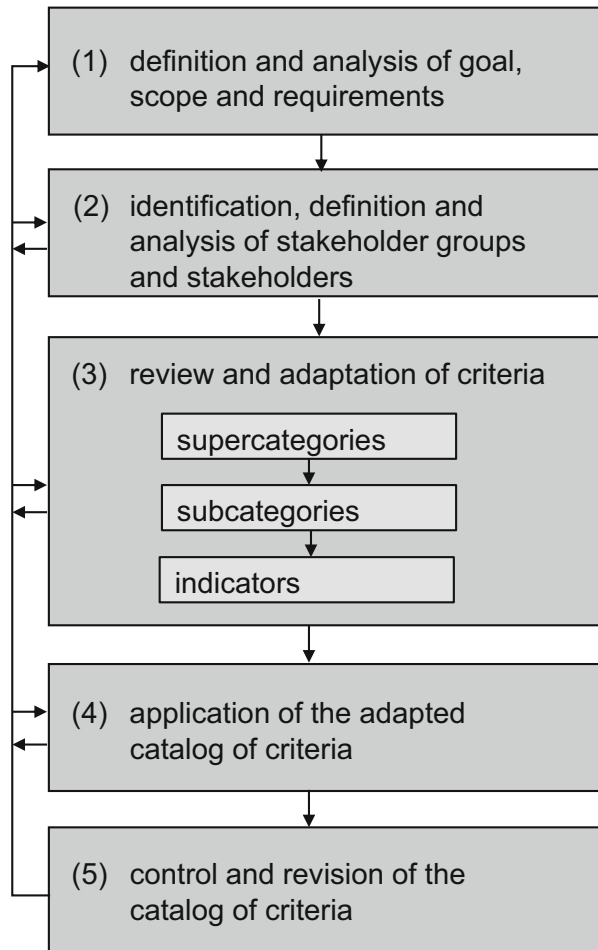 (1) definition and analysis of goal,
scope and requirements
(2) identification, definition and
analysis of stakeholder groups
and stakeholders
(3) review and adaptation of criteria
supercategories
subcategories
indicators
(4) application of the adapted
catalog of criteria
(5) control and revision of the
catalog of criteria